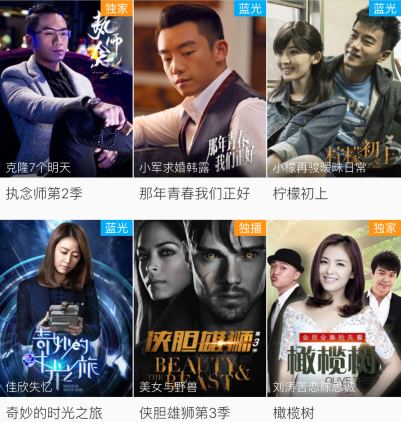 独家
执师念
克隆7个明天
执念师第2季
蓝光
那年青春
我们正好
小军求婚韩露
那年青春我们正好
蓝光
柠檬初上
小檬再骏暧昧日常
柠檬初上
蓝光
奇妙的
时光之旅
佳欣失忆
奇妙的时光之旅
独播
侠胆雄狮
第3季
BEAUTY
& THE BEAST
美女与野兽
侠胆雄狮第3季
独家
会员全集抢先看
橄榄树
OLIVE
刘涛苦恋陈思诚
橄榄树